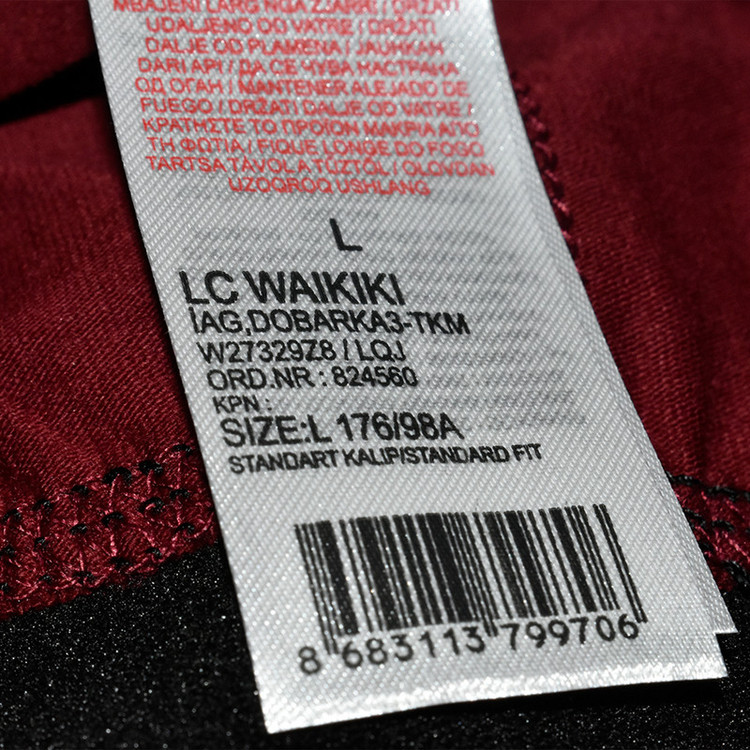 MBAJENI LARG NGA ZJARRI / DRŽATI
UDALJENO OD VATRE / DRŽATI
DALJE OD PLAMENA / JAUHKAH
DARI API / ДА СЕ ЧУВА НАСТРАНА
ОД ОГАН / MANTENER ALEJADO DE
FUEGO / DRŽATI DALJE OD VATRE /
ΚΡΑΤΗΣΤΕ ΤΟ ΠΡΟΪΟΝ ΜΑΚΡΙΑ ΑΠΟ
ΤΗ ΦΩΤΙΑ / FIQUE LONGE DO FOGO
TARTSA TÁVOL A TŰZTŐL / OLOVDAN
UZOQROQ USHLANG
L
LC WAIKIKI
IAG,DOBARKA3-TKM
W27329Z8 / LQJ
ORD.NR : 824560
KPN :
SIZE:L 176/98A
STANDART KALIP/STANDARD FIT
8 683113 799706